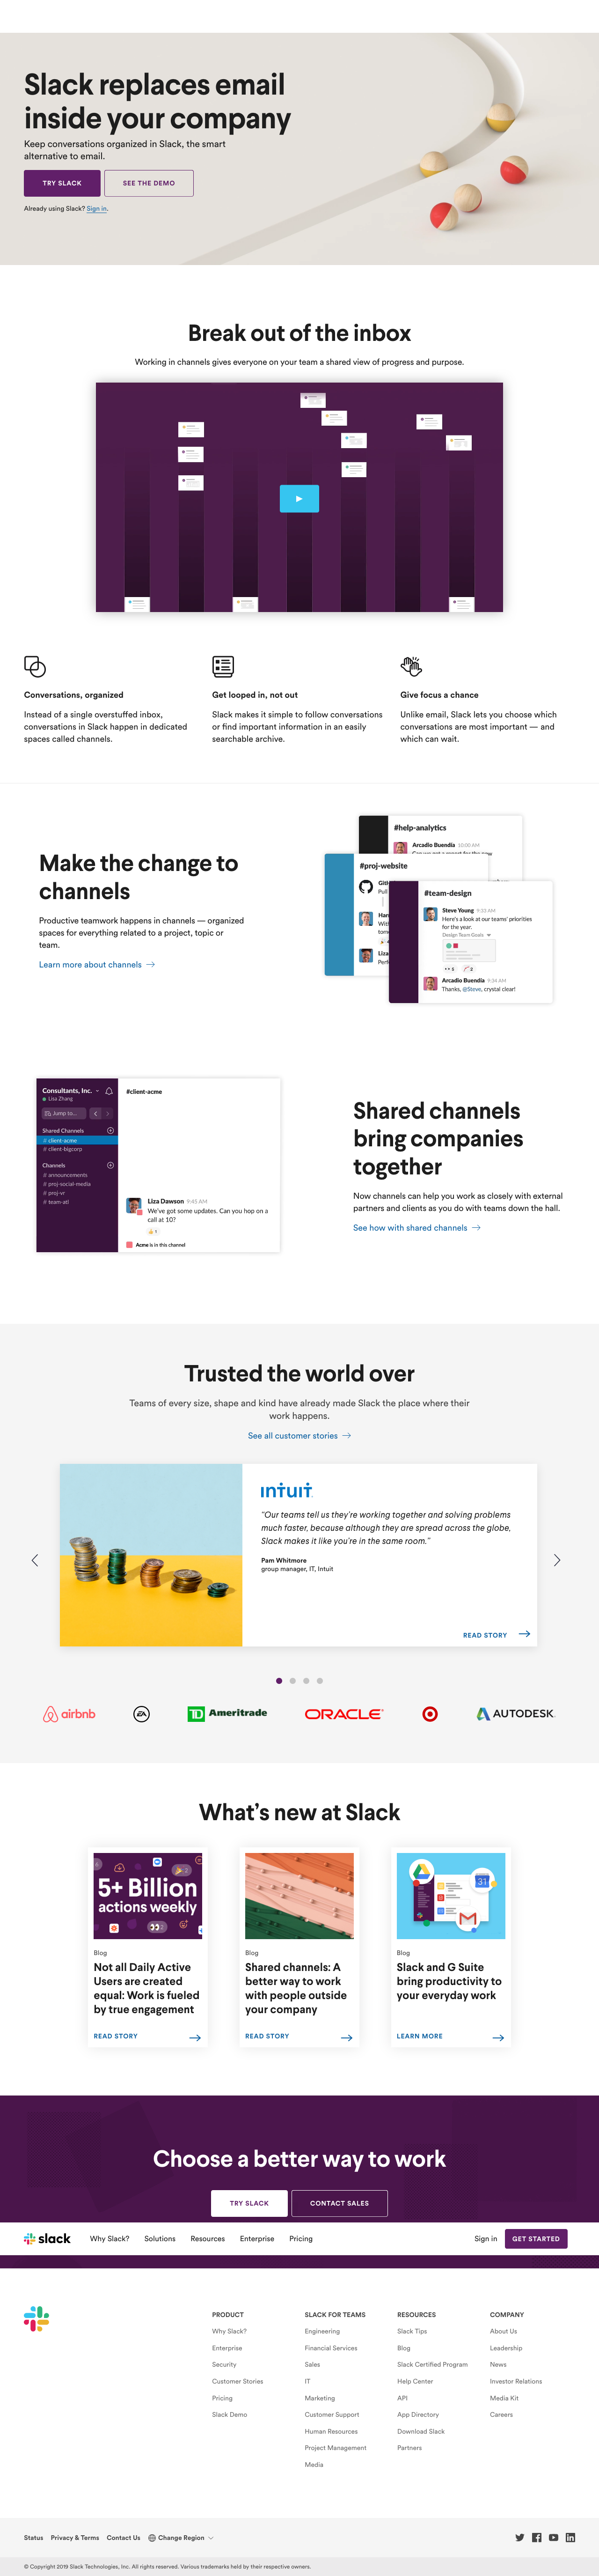 Slack replaces email
inside your company
Keep conversations organized in Slack, the smart
alternative to email.
TRY SLACK
SEE THE DEMO
Already using Slack? Sign in.
Break out of the inbox
Working in channels gives everyone on your team a shared view of progress and purpose.
Conversations, organized
Instead of a single overstuffed inbox,
conversations in Slack happen in dedicated
spaces called channels.
Get looped in, not out
Slack makes it simple to follow conversations
or find important information in an easily
searchable archive.
Give focus a chance
Unlike email, Slack lets you choose which
conversations are most important — and
which can wait.
Make the change to
channels
Productive teamwork happens in channels — organized
spaces for everything related to a project, topic or
team.
Learn more about channels
#help-analytics
Arcadio Buendia 10:00 AM
#proj-website
#team-design
Steve Young 9:33 AM
Here's a look at our teams' priorities
for the year.
Design Team Goals
5
2
Arcadio Buendia 9:34 AM
Thanks, @Steve, crystal clear!
Consultants, Inc.
Lisa Zhang
Jump to...
Shared Channels
# client-acme
# client-bigcorp
Channels
# announcements
# proj-social-media
# proj-vr
# team-all
#client-acme
Liza Dawson 9:45 AM
We've got some updates. Can you hop on a
call at 10?
1
Acme is in this channel
Shared channels
bring companies
together
Now channels can help you work as closely with external
partners and clients as you do with teams down the hall.
See how with shared channels
Trusted the world over
Teams of every size, shape and kind have already made Slack the place where their
work happens.
See all customer stories
intuit
"Our teams tell us they're working together and solving problems
much faster, because although they are spread across the globe,
Slack makes it like you're in the same room."
Pam Whitmore
group manager, IT, Intuit
READ STORY
airbnb
EA
TD Ameritrade
ORACLE
AUTODESK
What's new at Slack
5+ Billion
actions weekly
Blog
Not all Daily Active
Users are created
equal: Work is fueled
by true engagement
READ STORY
Blog
Shared channels: A
better way to work
with people outside
your company
READ STORY
31
Blog
Slack and G Suite
bring productivity to
your everyday work
LEARN MORE
Choose a better way to work
TRY SLACK
CONTACT SALES
slack
Why Slack?
Solutions
Resources
Enterprise
Pricing
Sign in
GET STARTED
PRODUCT
Why Slack?
Enterprise
Security
Customer Stories
Pricing
Slack Demo
SLACK FOR TEAMS
Engineering
Financial Services
Sales
IT
Marketing
Customer Support
Human Resources
Project Management
Media
RESOURCES
Slack Tips
Blog
Slack Certified Program
Help Center
API
App Directory
Download Slack
Partners
COMPANY
About Us
Leadership
News
Investor Relations
Media Kit
Careers
Status
Privacy & Terms
Contact Us
Change Region
© Copyright 2019 Slack Technologies, Inc. All rights reserved. Various trademarks held by their respective owners.